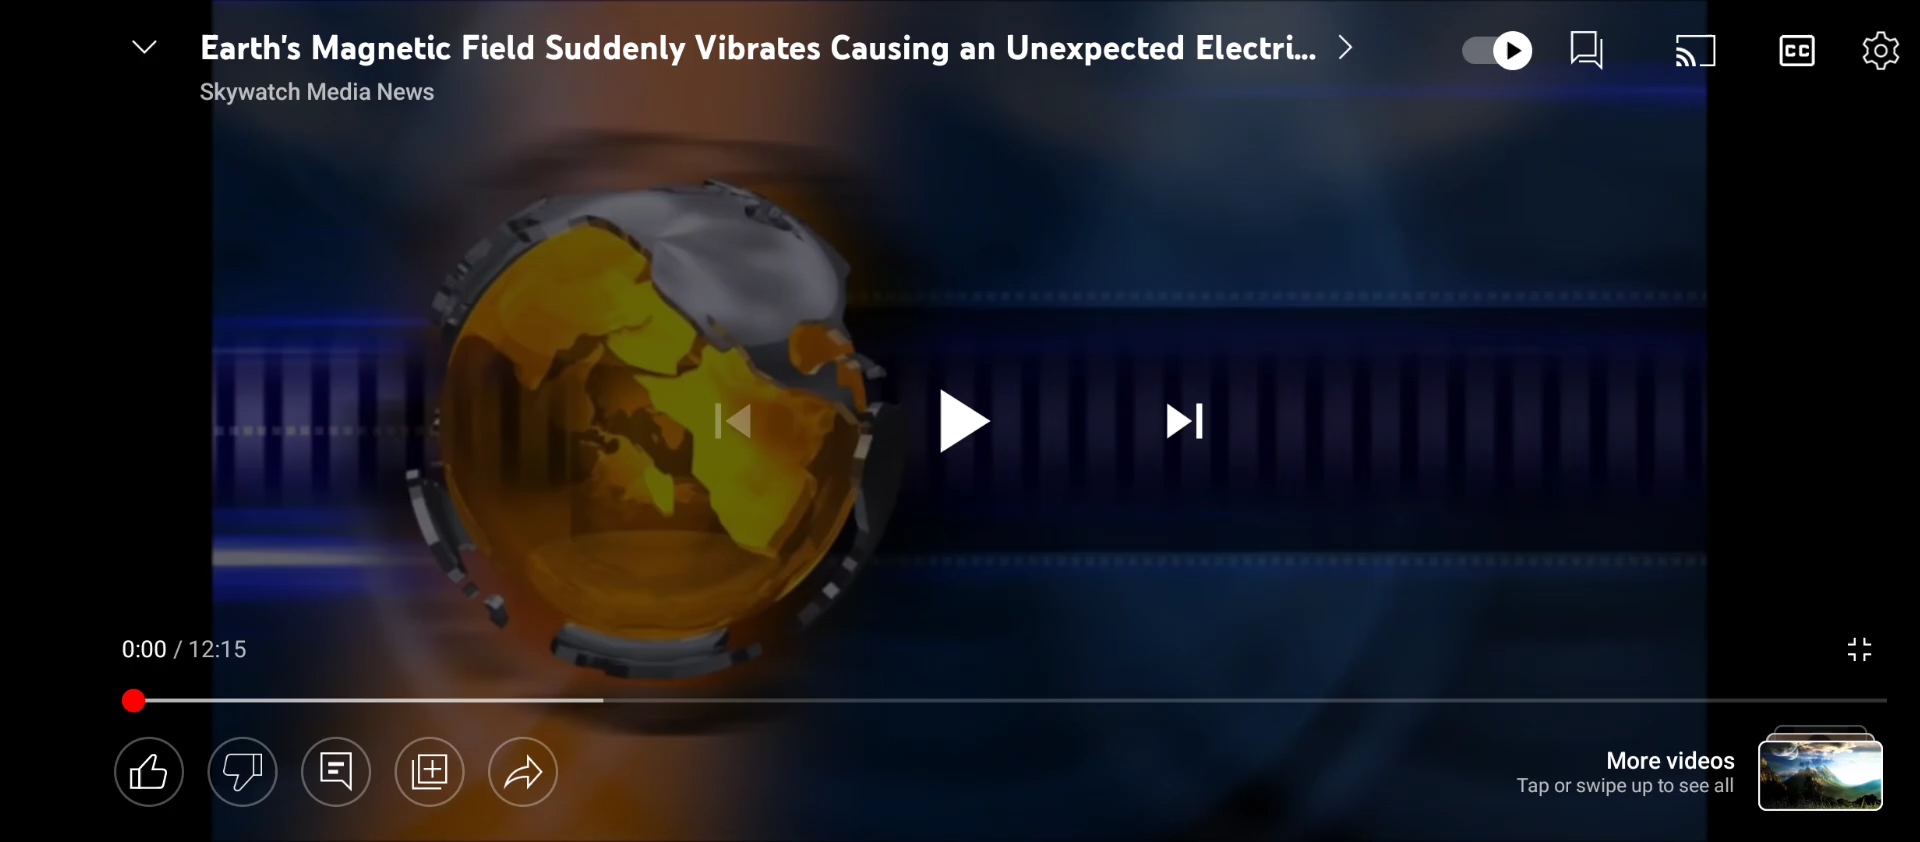 Earth's Magnetic Field Suddenly Vibrates Causing an Unexpected Electri...
Skywatch Media News
CC
0:00 / 12:15
More videos
Tap or swipe up to see all